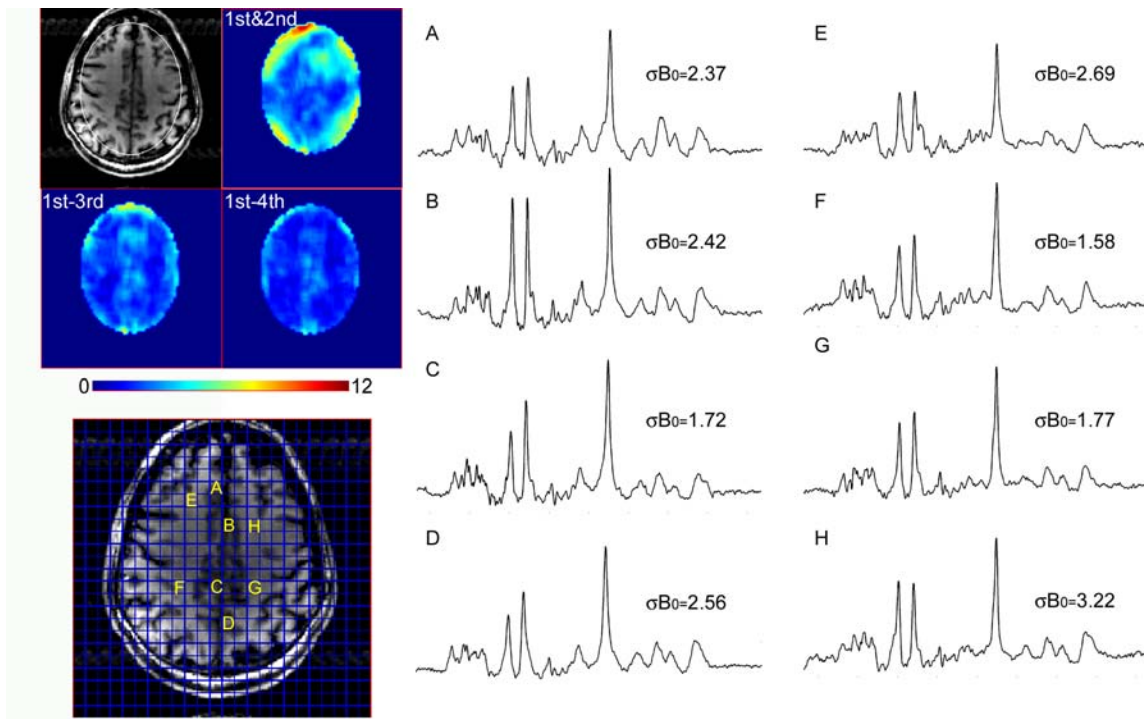 1st&2nd
1st-3rd
1st-4th
0
12
A
E
B
H
F
C
G
D
A
σB₀=2.37
B
σB₀=2.42
C
σB₀=1.72
D
σB₀=2.56
E
σB₀=2.69
F
σB₀=1.58
G
σB₀=1.77
H
σB₀=3.22